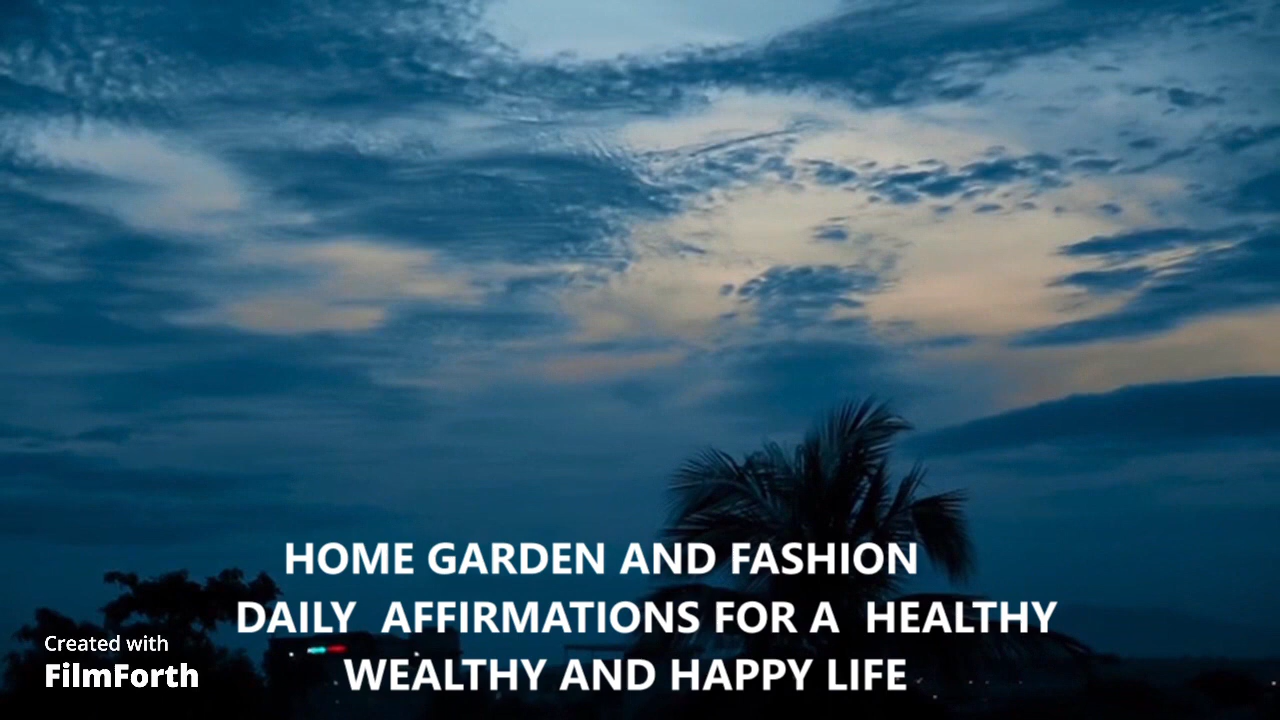 HOME GARDEN AND FASHION
DAILY AFFIRMATIONS FOR A HEALTHY
WEALTHY AND HAPPY LIFE
Created with
FilmForth